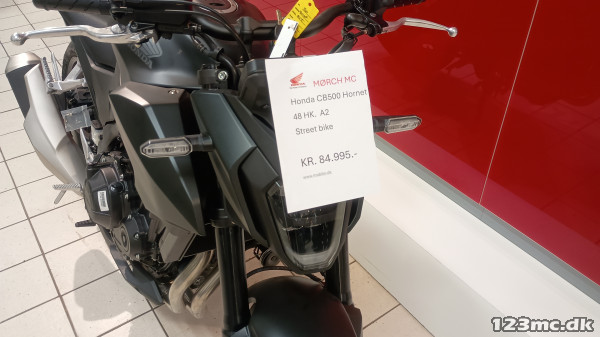 MØRCH MC
Honda CB500 Hornet
48 HK. A2
Street bike
KR. 84.995.-
123mc.dk